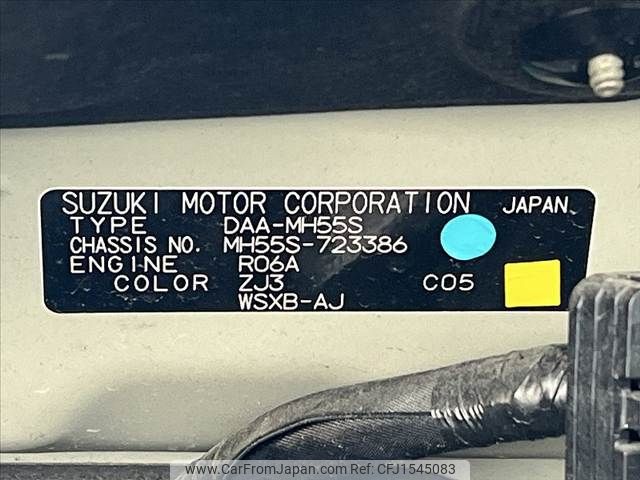 SUZUKI MOTOR CORPORATION JAPAN
TYPE DAA-MH55S
CHASSIS NO. MH55S-723386
ENGINE R06A
COLOR ZJ3 C05
WSXB-AJ
www.CarFromJapan.com - CFJ1545083